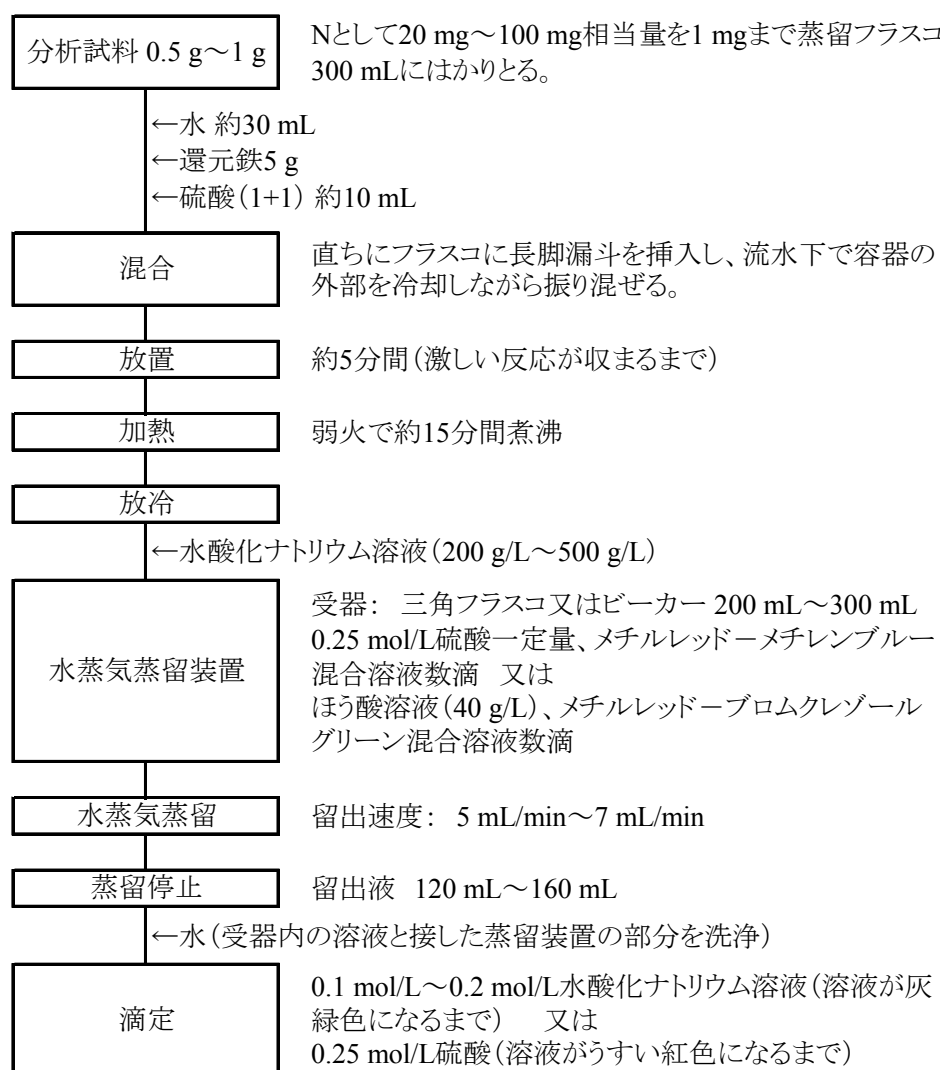 分析試料 0.5 g～1 g
Nとして20 mg～100 mg相当量を1 mgまで蒸留フラスコ
300 mLにはかりとる。
←水 約30 mL
←還元鉄5 g
←硫酸（1+1） 約10 mL
混合
直ちにフラスコに長脚漏斗を挿入し、流水下で容器の
外部を冷却しながら振り混ぜる。
放置
約5分間（激しい反応が収まるまで）
加熱
弱火で約15分間煮沸
放冷
←水酸化ナトリウム溶液（200 g/L～500 g/L）
水蒸気蒸留装置
受器： 三角フラスコ又はビーカー 200 mL～300 mL
0.25 mol/L硫酸一定量、メチルレッド－メチレンブルー
混合溶液数滴 又は
ほう酸溶液（40 g/L）、メチルレッド－ブロムクレゾール
グリーン混合溶液数滴
水蒸気蒸留
留出速度： 5 mL/min～7 mL/min
蒸留停止
留出液 120 mL～160 mL
←水（受器内の溶液と接した蒸留装置の部分を洗浄）
滴定
0.1 mol/L～0.2 mol/L水酸化ナトリウム溶液（溶液が灰
緑色になるまで） 又は
0.25 mol/L硫酸（溶液がうすい紅色になるまで）